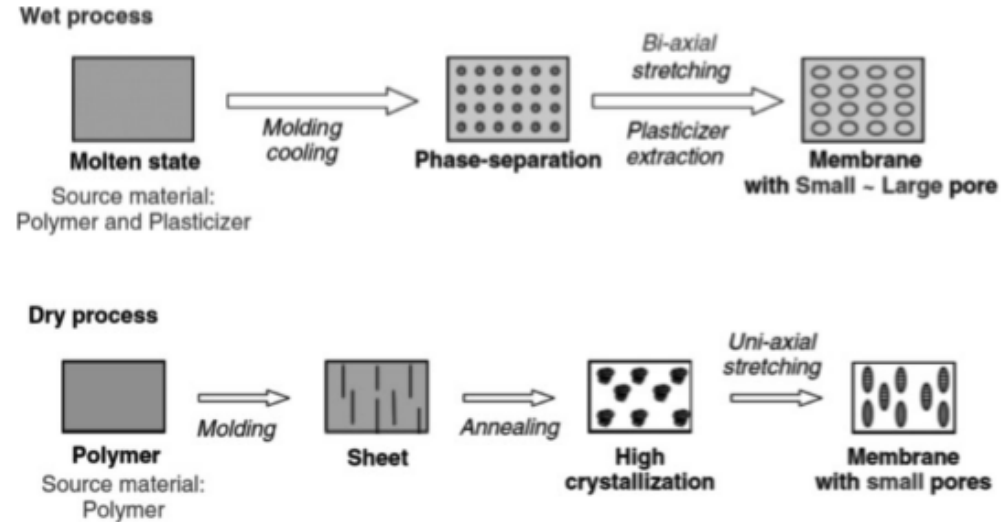 Wet process
Molten state
Source material:
Polymer and Plasticizer
Molding
cooling
Phase-separation
Bi-axial
stretching
Plasticizer
extraction
Membrane
with Small ~ Large pore
Dry process
Polymer
Source material:
Polymer
Molding
Sheet
Annealing
High
crystallization
Uni-axial
stretching
Membrane
with small pores